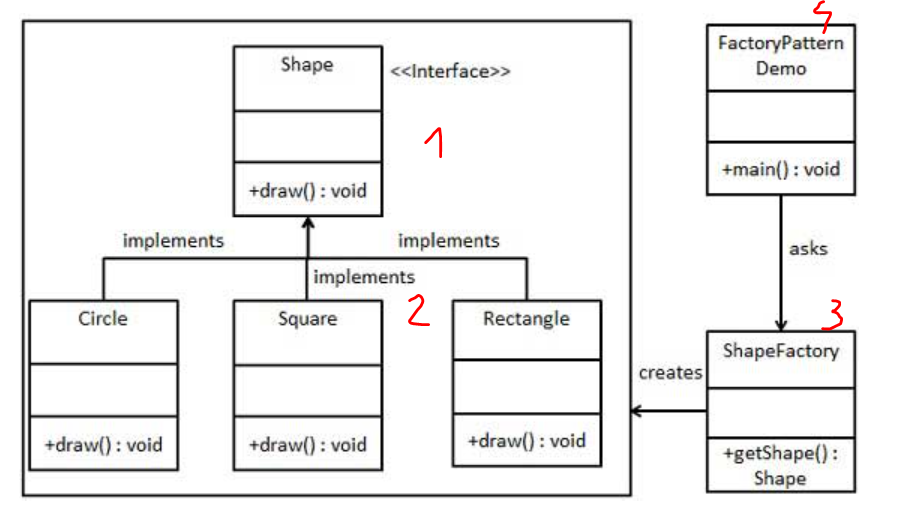 Shape
<<Interface>>
1
+draw() : void
implements
implements
implements
Circle
+draw() : void
Square
2
+draw() : void
Rectangle
+draw() : void
FactoryPattern
Demo
+main() : void
asks
3
ShapeFactory
creates
+getShape() :
Shape